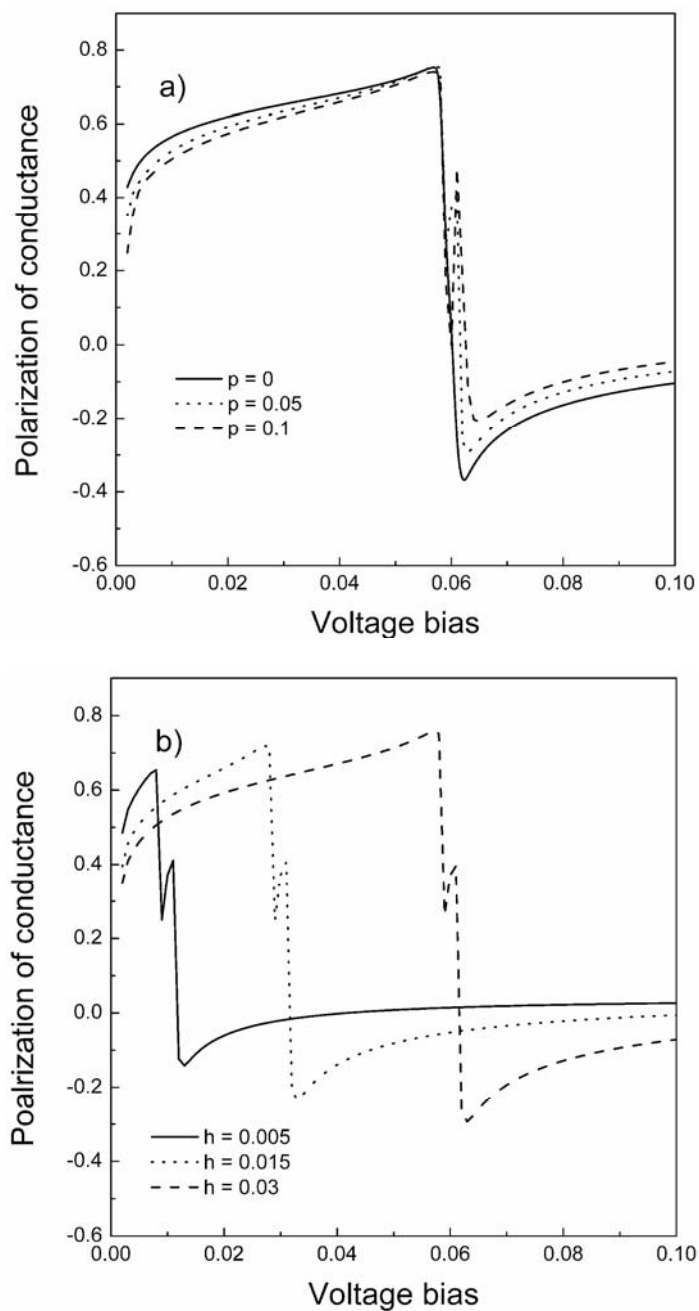 a)
0.8
0.6
0.4
0.2
0.0
-0.2
-0.4
-0.6
Polarization of conductance
p = 0
p = 0.05
p = 0.1
0.00 0.02 0.04 0.06 0.08 0.10
Voltage bias
b)
0.8
0.6
0.4
0.2
0.0
-0.2
-0.4
-0.6
Poalrization of conductance
h = 0.005
h = 0.015
h = 0.03
0.00 0.02 0.04 0.06 0.08 0.10
Voltage bias